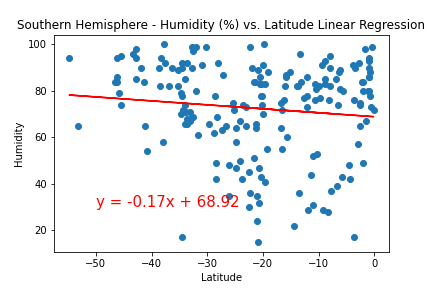 Southern Hemisphere - Humidity (%) vs. Latitude Linear Regression
100
80
60
40
20
Humidity
y = -0.17x + 68.92
−50 −40 −30 −20 −10 0
Latitude